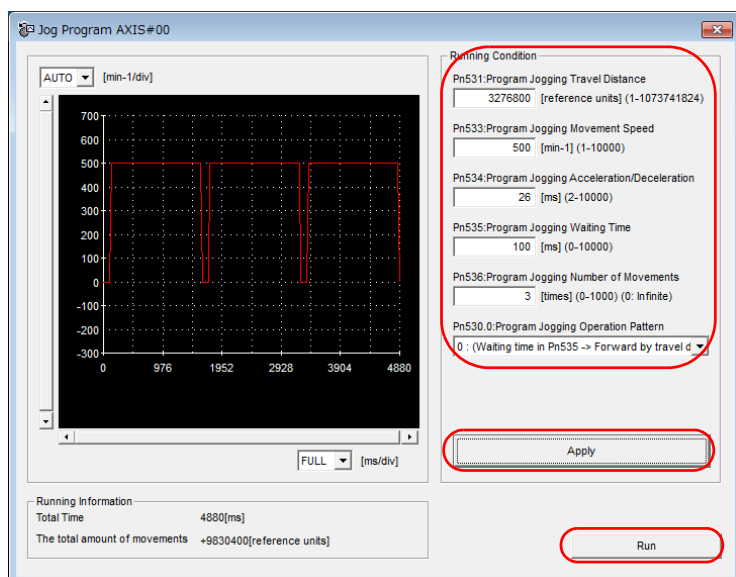 Jog Program AXIS#00
AUTO [min-1/div]
700
600
500
400
300
200
100
0
-100
-200
-300
0 976 1952 2928 3904 4880
FULL [ms/div]
Running Condition
Pn531:Program Jogging Travel Distance
3276800 [reference units] (1-1073741824)
Pn533:Program Jogging Movement Speed
500 [min-1] (1-10000)
Pn534:Program Jogging Acceleration/Deceleration
26 [ms] (2-10000)
Pn535:Program Jogging Waiting Time
100 [ms] (0-10000)
Pn536:Program Jogging Number of Movements
3 [times] (0-1000) (0: Infinite)
Pn530.0:Program Jogging Operation Pattern
0 : (Waiting time in Pn535 -> Forward by travel d
Apply
Running Information
Total Time 4880[ms]
The total amount of movements +9830400[reference units]
Run